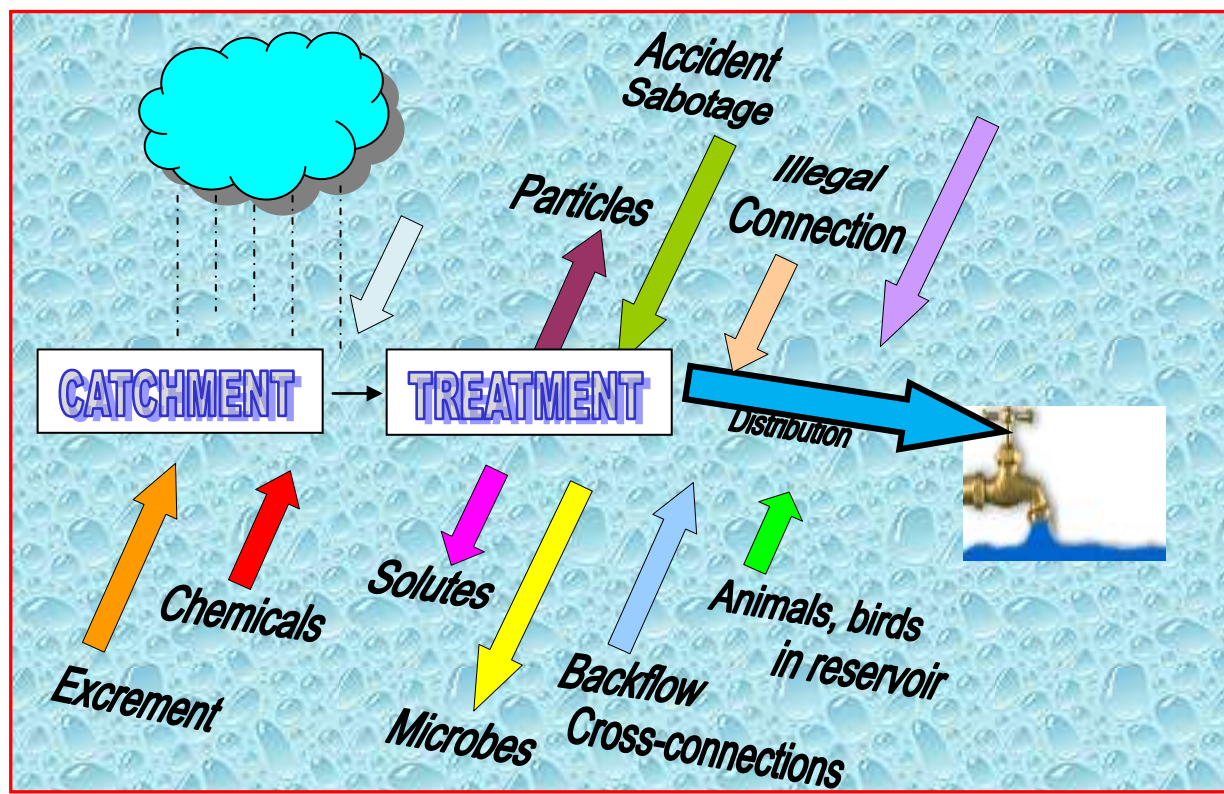 Accident
Sabotage
Particles
Illegal
Connection
CATCHMENT
TREATMENT
Distribution
Chemicals
Excrement
Solutes
Microbes
Backflow
Cross-connections
Animals, birds
in reservoir